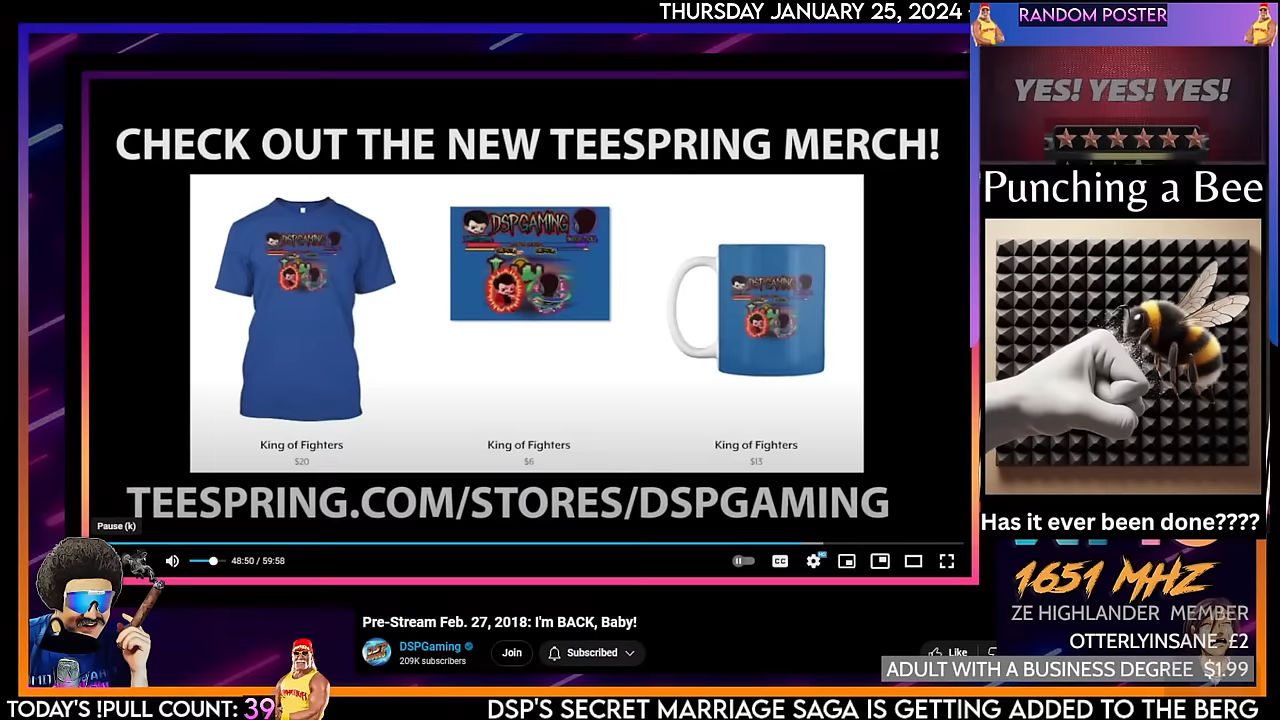 THURSDAY JANUARY 25, 2024
RANDOM POSTER
YES! YES! YES!
CHECK OUT THE NEW TEESPRING MERCH!
Punching a Bee
DSPGAMING
DSPGAMING
DSPGAMING
King of Fighters
$20
King of Fighters
$6
King of Fighters
$13
TEESPRING.COM/STORES/DSPGAMING
Has it ever been done????
Pause (k)
48:50 / 59:58
CC
HD
1651 MHZ
ZE HIGHLANDER MEMBER
Pre-Stream Feb. 27, 2018: I'm BACK, Baby!
OTTERLYINSANE £2
DSPGaming
209K subscribers
Join
Subscribed
Like
ADULT WITH A BUSINESS DEGREE $1.99
TODAY'S !PULL COUNT: 39
DSP'S SECRET MARRIAGE SAGA IS GETTING ADDED TO THE BERG